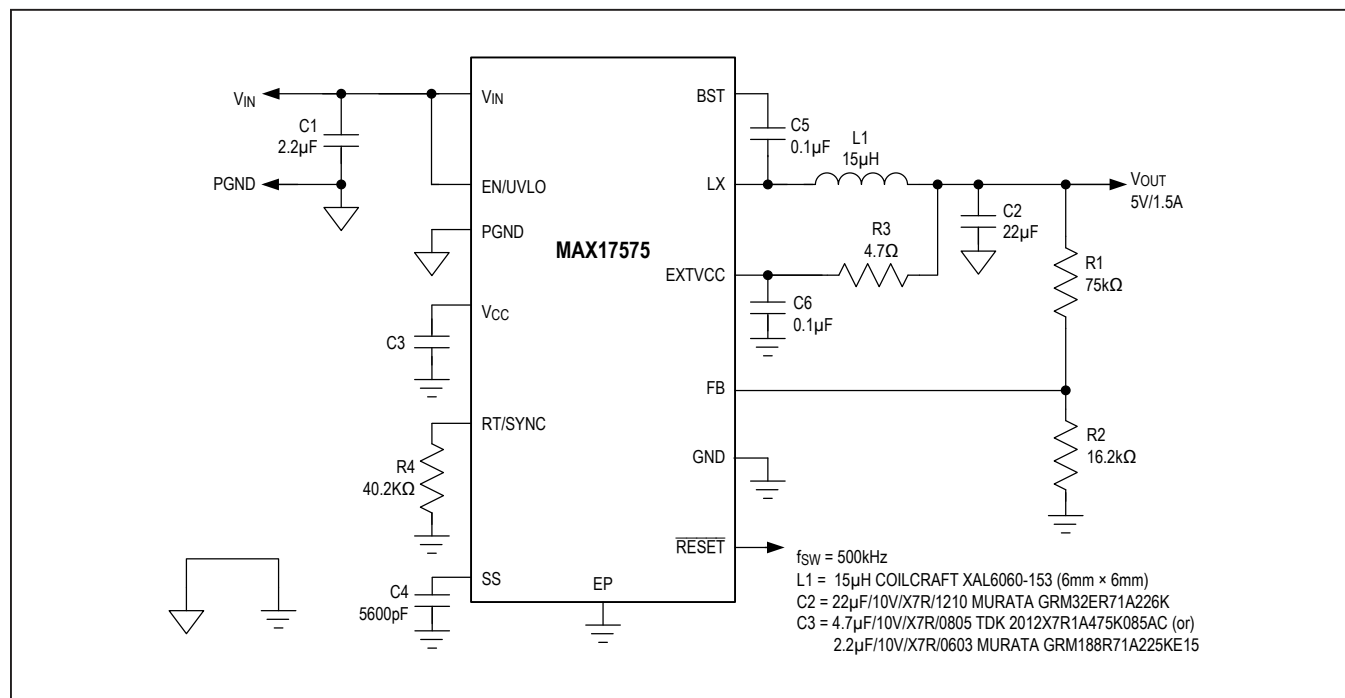 VIN
C1
2.2µF
PGND
VIN
EN/UVLO
PGND
VCC
C3
RT/SYNC
R4
40.2KΩ
SS
C4
5600pF
EP
MAX17575
BST
C5
0.1µF
L1
15µH
LX
VOUT
5V/1.5A
C2
22µF
R3
4.7Ω
EXTVCC
C6
0.1µF
R1
75kΩ
FB
R2
16.2kΩ
GND
RESET
fSW = 500kHz
L1 = 15µH COILCRAFT XAL6060-153 (6mm × 6mm)
C2 = 22µF/10V/X7R/1210 MURATA GRM32ER71A226K
C3 = 4.7µF/10V/X7R/0805 TDK 2012X7R1A475K085AC (or)
2.2µF/10V/X7R/0603 MURATA GRM188R71A225KE15